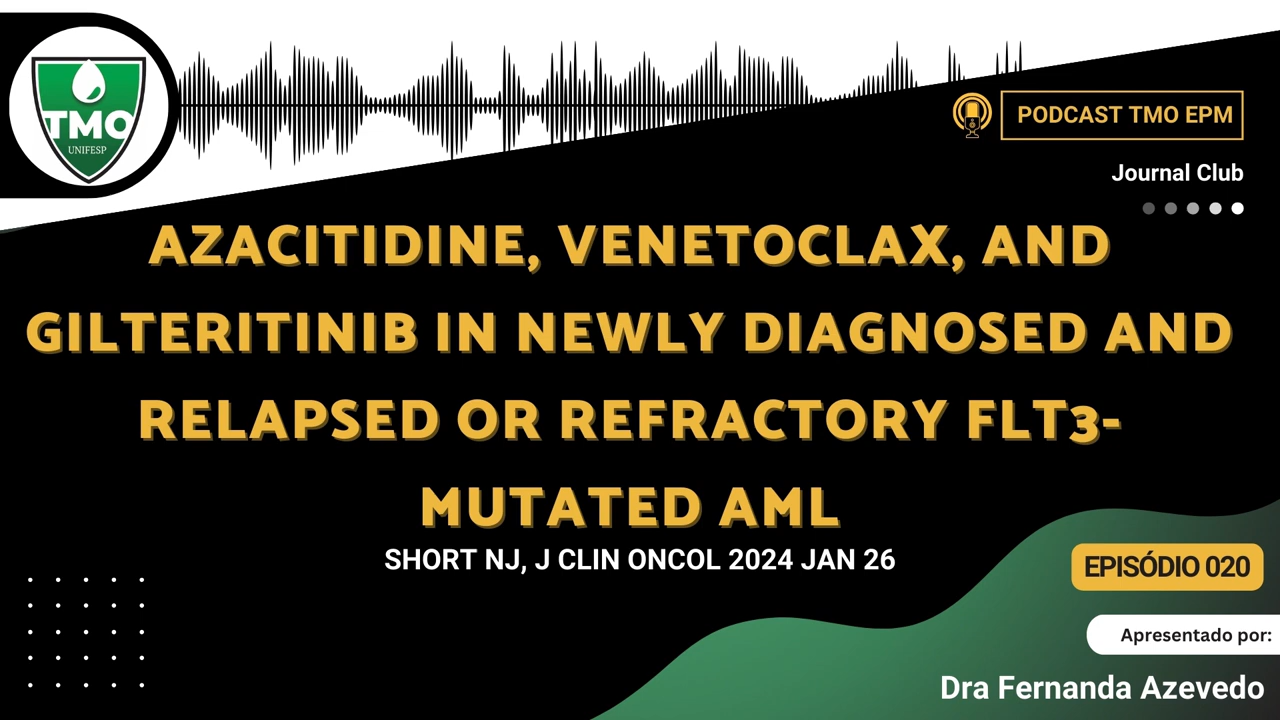 TMO
UNIFESP
PODCAST TMO EPM
Journal Club
AZACITIDINE, VENETOCLAX, AND
GILTERITINIB IN NEWLY DIAGNOSED AND
RELAPSED OR REFRACTORY FLT3-
MUTATED AML
SHORT NJ, J CLIN ONCOL 2024 JAN 26
EPISÓDIO 020
Apresentado por:
Dra Fernanda Azevedo